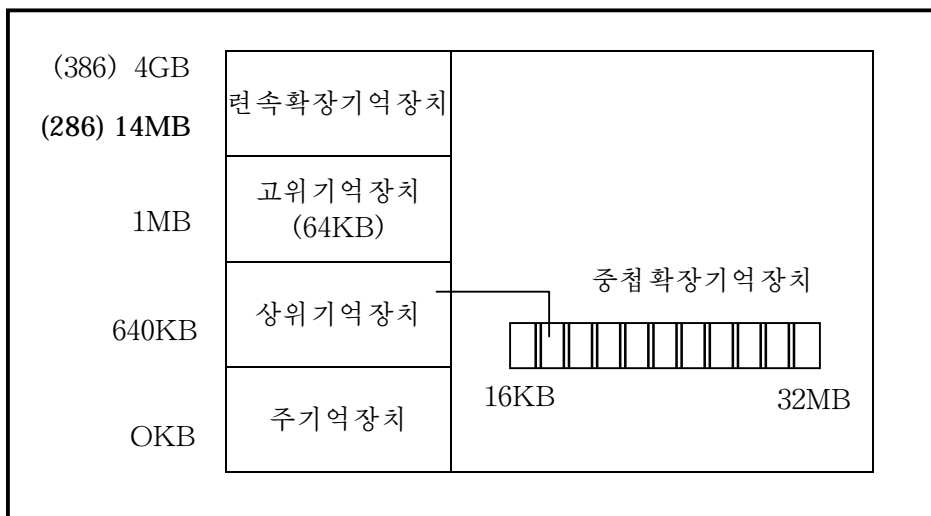 (386) 4GB
련속확장기억장치
(286) 14MB
고위기억장치
1MB
(64KB)
중첩확장기억장치
상위기억장치
640KB
16KB
32MB
주기억장치
OKB